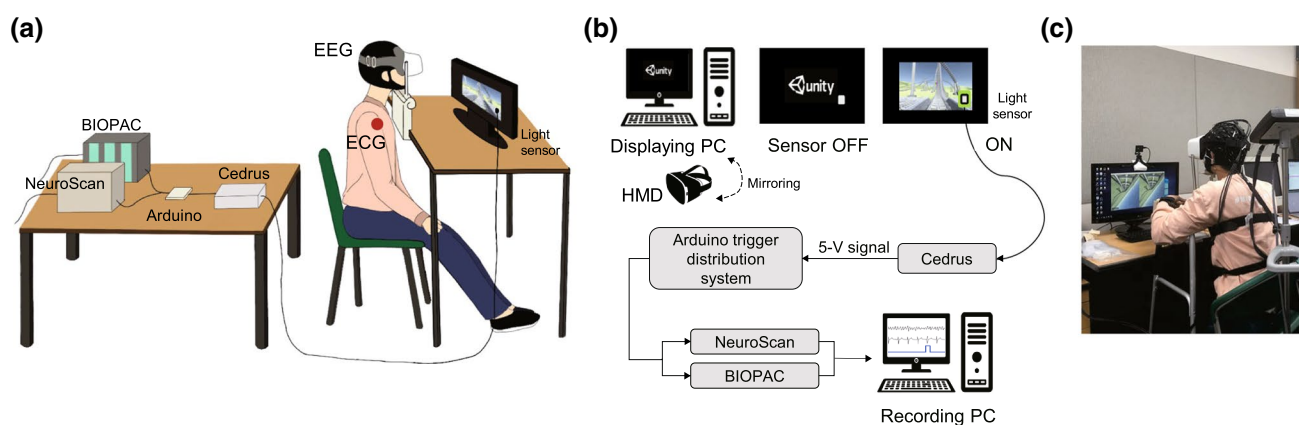 (a)
EEG
BIOPAC
NeuroScan
Cedrus
Arduino
ECG
Light
sensor
(b)
unity
unity
Light
sensor
Displaying PC
Sensor OFF
ON
HMD
Mirroring
Arduino trigger
distribution
system
5-V signal
Cedrus
NeuroScan
BIOPAC
Recording PC
(c)